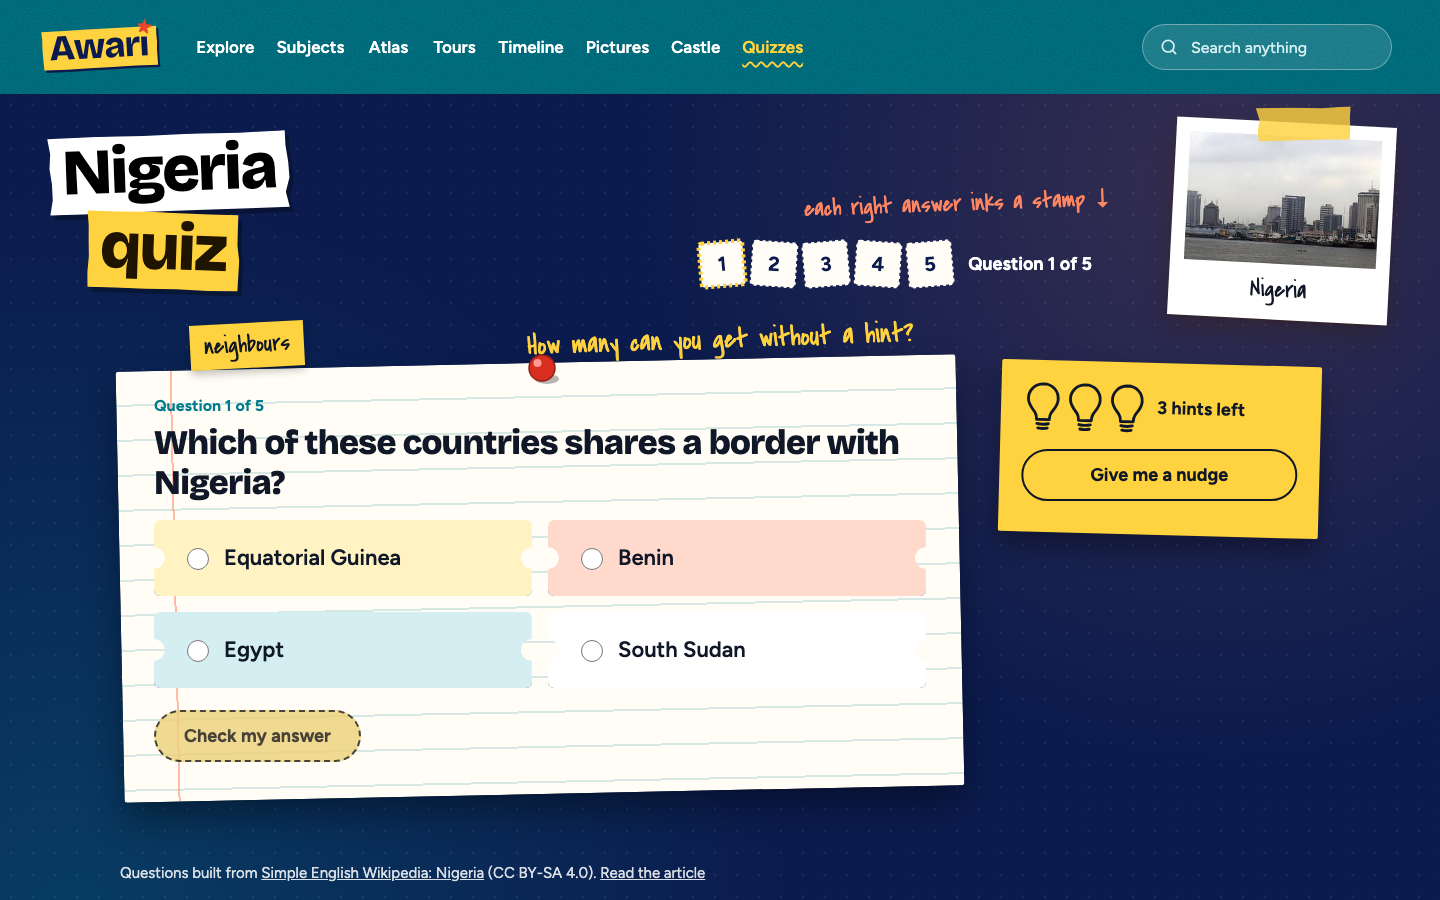 Awari
Explore Subjects Atlas Tours Timeline Pictures Castle Quizzes
Search anything
Nigeria
quiz
each right answer inks a stamp ↓
1 2 3 4 5 Question 1 of 5
Nigeria
neighbours
How many can you get without a hint?
Question 1 of 5
Which of these countries shares a border with
Nigeria?
Equatorial Guinea
Benin
Egypt
South Sudan
Check my answer
3 hints left
Give me a nudge
Questions built from Simple English Wikipedia: Nigeria (CC BY-SA 4.0). Read the article